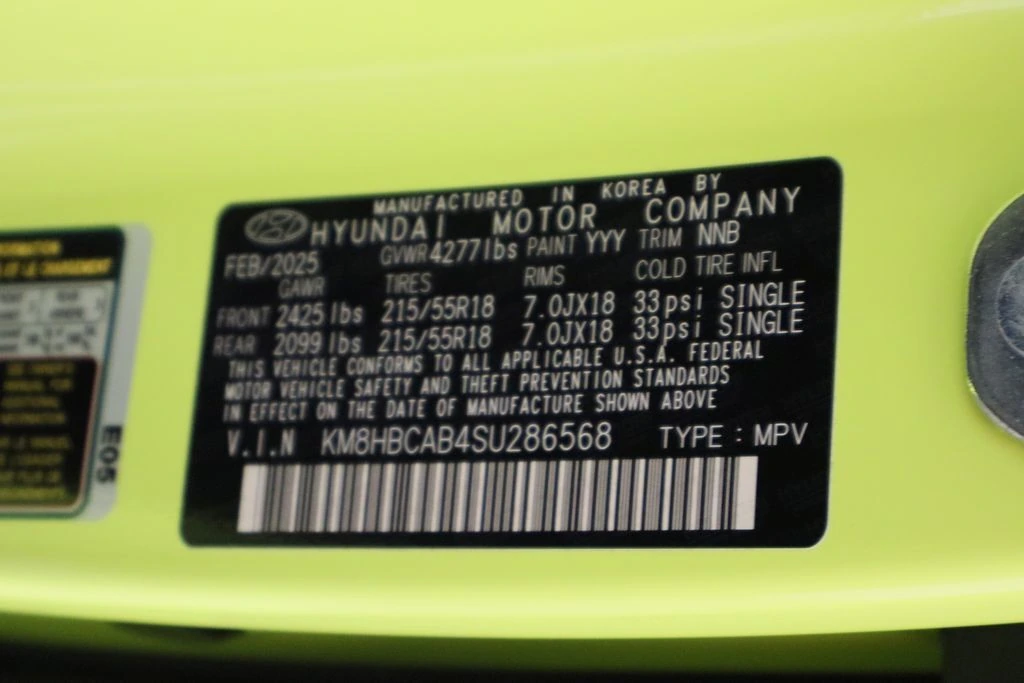 MANUFACTURED IN KOREA BY
HYUNDAI MOTOR COMPANY
FEB/2025 GVWR 4277lbs PAINT YYY TRIM NNB
GAWR TIRES RIMS COLD TIRE INFL
FRONT 2425lbs 215/55R18 7.0JX18 33psi SINGLE
REAR 2099lbs 215/55R18 7.0JX18 33psi SINGLE
THIS VEHICLE CONFORMS TO ALL APPLICABLE U.S.A. FEDERAL
MOTOR VEHICLE SAFETY AND THEFT PREVENTION STANDARDS
IN EFFECT ON THE DATE OF MANUFACTURE SHOWN ABOVE
V.I.N KM8HBCAB4SU286568 TYPE : MPV
E05